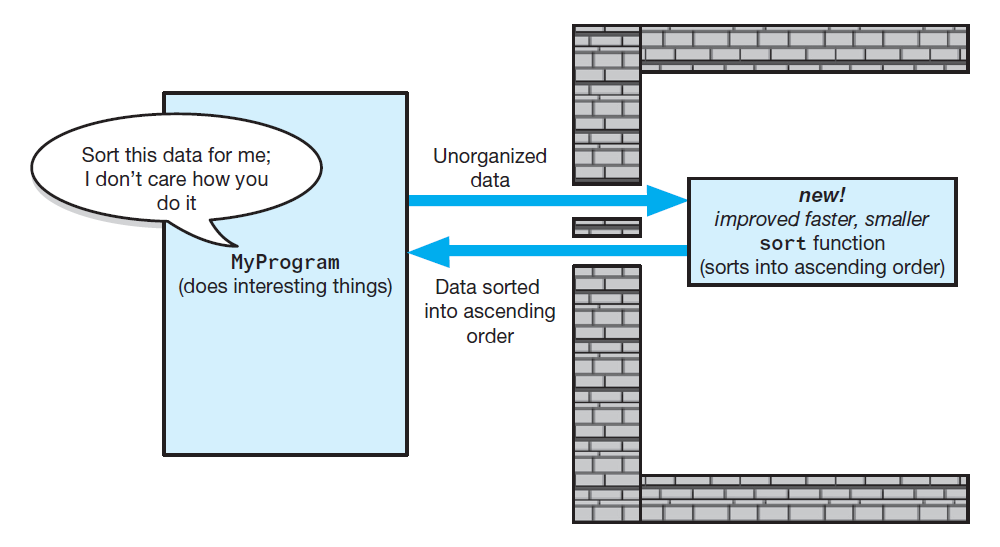 Sort this data for me;
I don’t care how you
do it
MyProgram
(does interesting things)
Unorganized
data
Data sorted
into ascending
order
new!
improved faster, smaller
sort function
(sorts into ascending order)